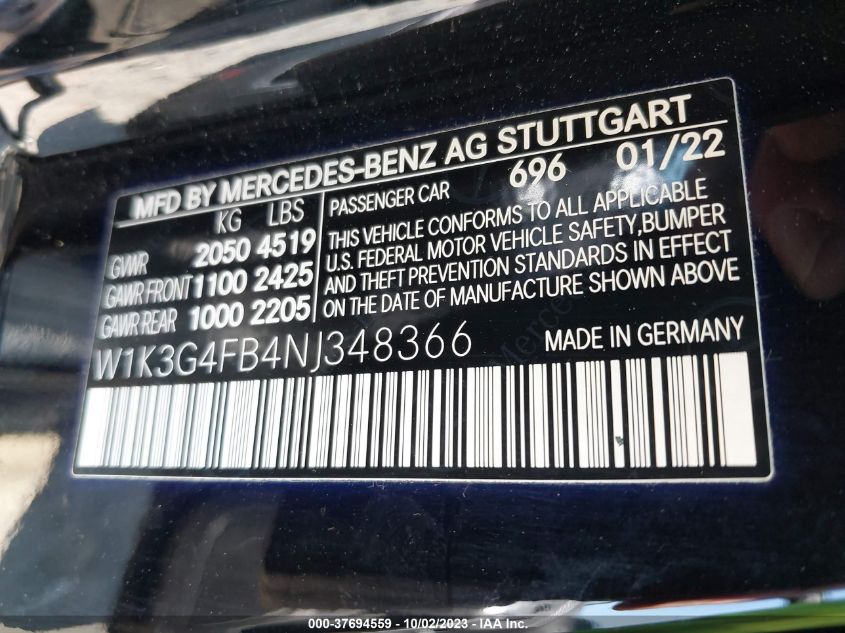 MFD BY MERCEDES-BENZ AG STUTTGART
KG LBS
GVWR 2050 4519
GAWR FRONT 1100 2425
GAWR REAR 1000 2205
PASSENGER CAR 696 01/22
THIS VEHICLE CONFORMS TO ALL APPLICABLE
U.S. FEDERAL MOTOR VEHICLE SAFETY,BUMPER
AND THEFT PREVENTION STANDARDS IN EFFECT
ON THE DATE OF MANUFACTURE SHOWN ABOVE
W1K3G4FB4NJ348366 MADE IN GERMANY
000-37694559 - 10/02/2023 - IAA Inc.